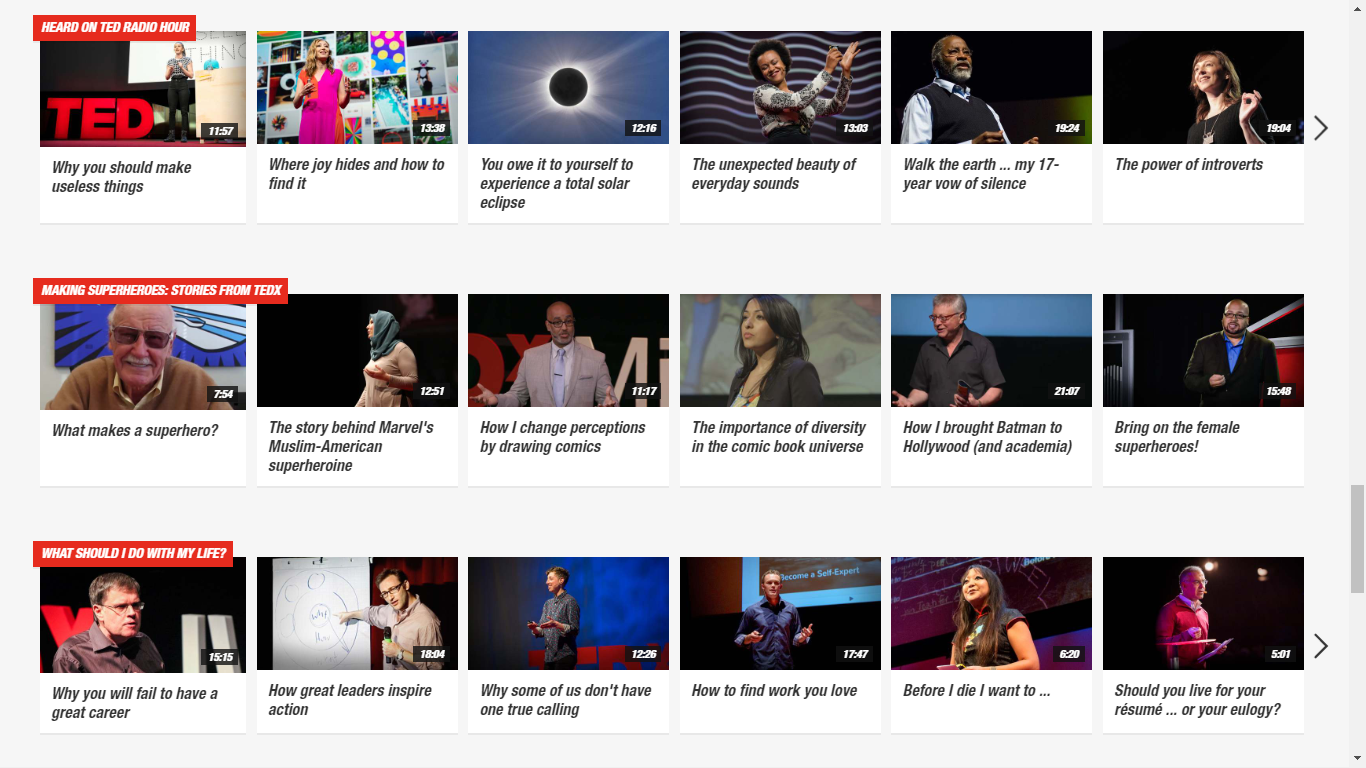 HEARD ON TED RADIO HOUR
TED
11:57
13:38
12:16
13:03
19:24
19:04
Why you should make
useless things
Where joy hides and how to
find it
You owe it to yourself to
experience a total solar
eclipse
The unexpected beauty of
everyday sounds
Walk the earth ... my 17-
year vow of silence
The power of introverts
MAKING SUPERHEROES: STORIES FROM TEDX
7:54
12:51
11:17
21:07
15:48
What makes a superhero?
The story behind Marvel's
Muslim-American
superheroine
How I change perceptions
by drawing comics
The importance of diversity
in the comic book universe
How I brought Batman to
Hollywood (and academia)
Bring on the female
superheroes!
WHAT SHOULD I DO WITH MY LIFE?
Become a Self-Expert
15:15
18:04
12:26
17:47
6:20
5:01
Why you will fail to have a
great career
How great leaders inspire
action
Why some of us don't have
one true calling
How to find work you love
Before I die I want to ...
Should you live for your
résumé ... or your eulogy?